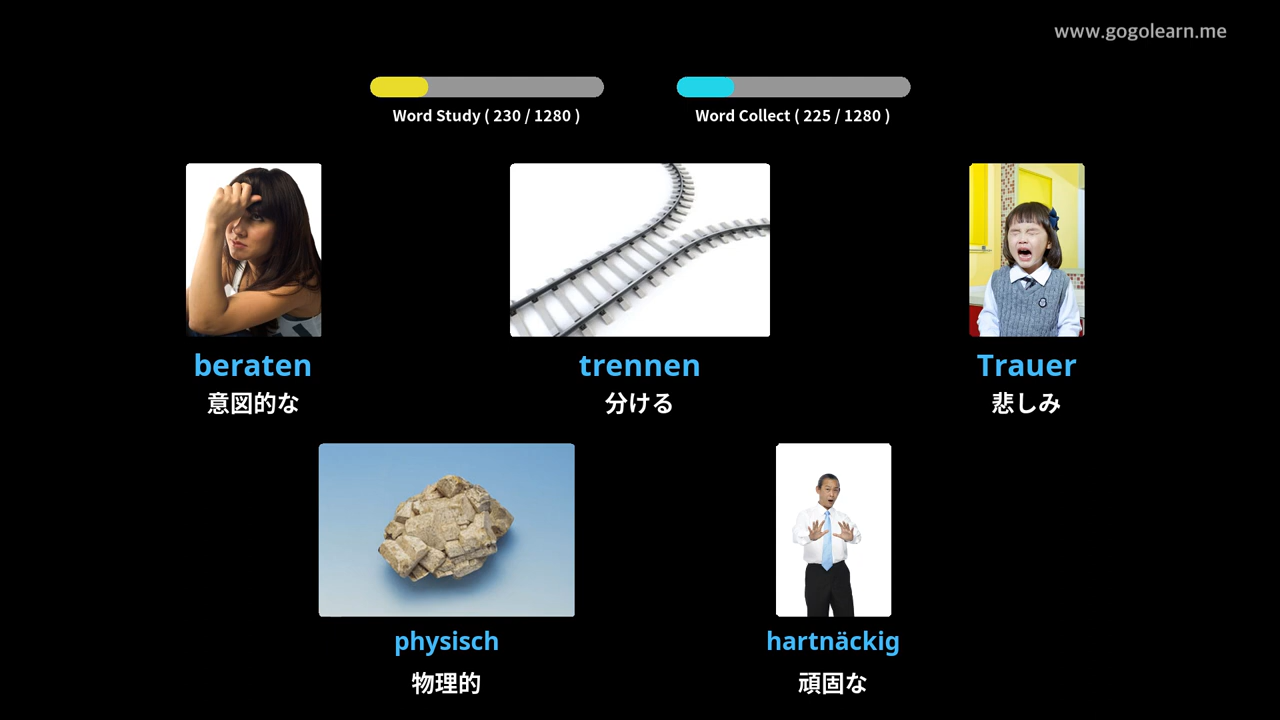 www.gogolearn.me
Word Study ( 230 / 1280 )
Word Collect ( 225 / 1280 )
beraten
意図的な
trennen
分ける
Trauer
悲しみ
physisch
物理的
hartnäckig
頑固な